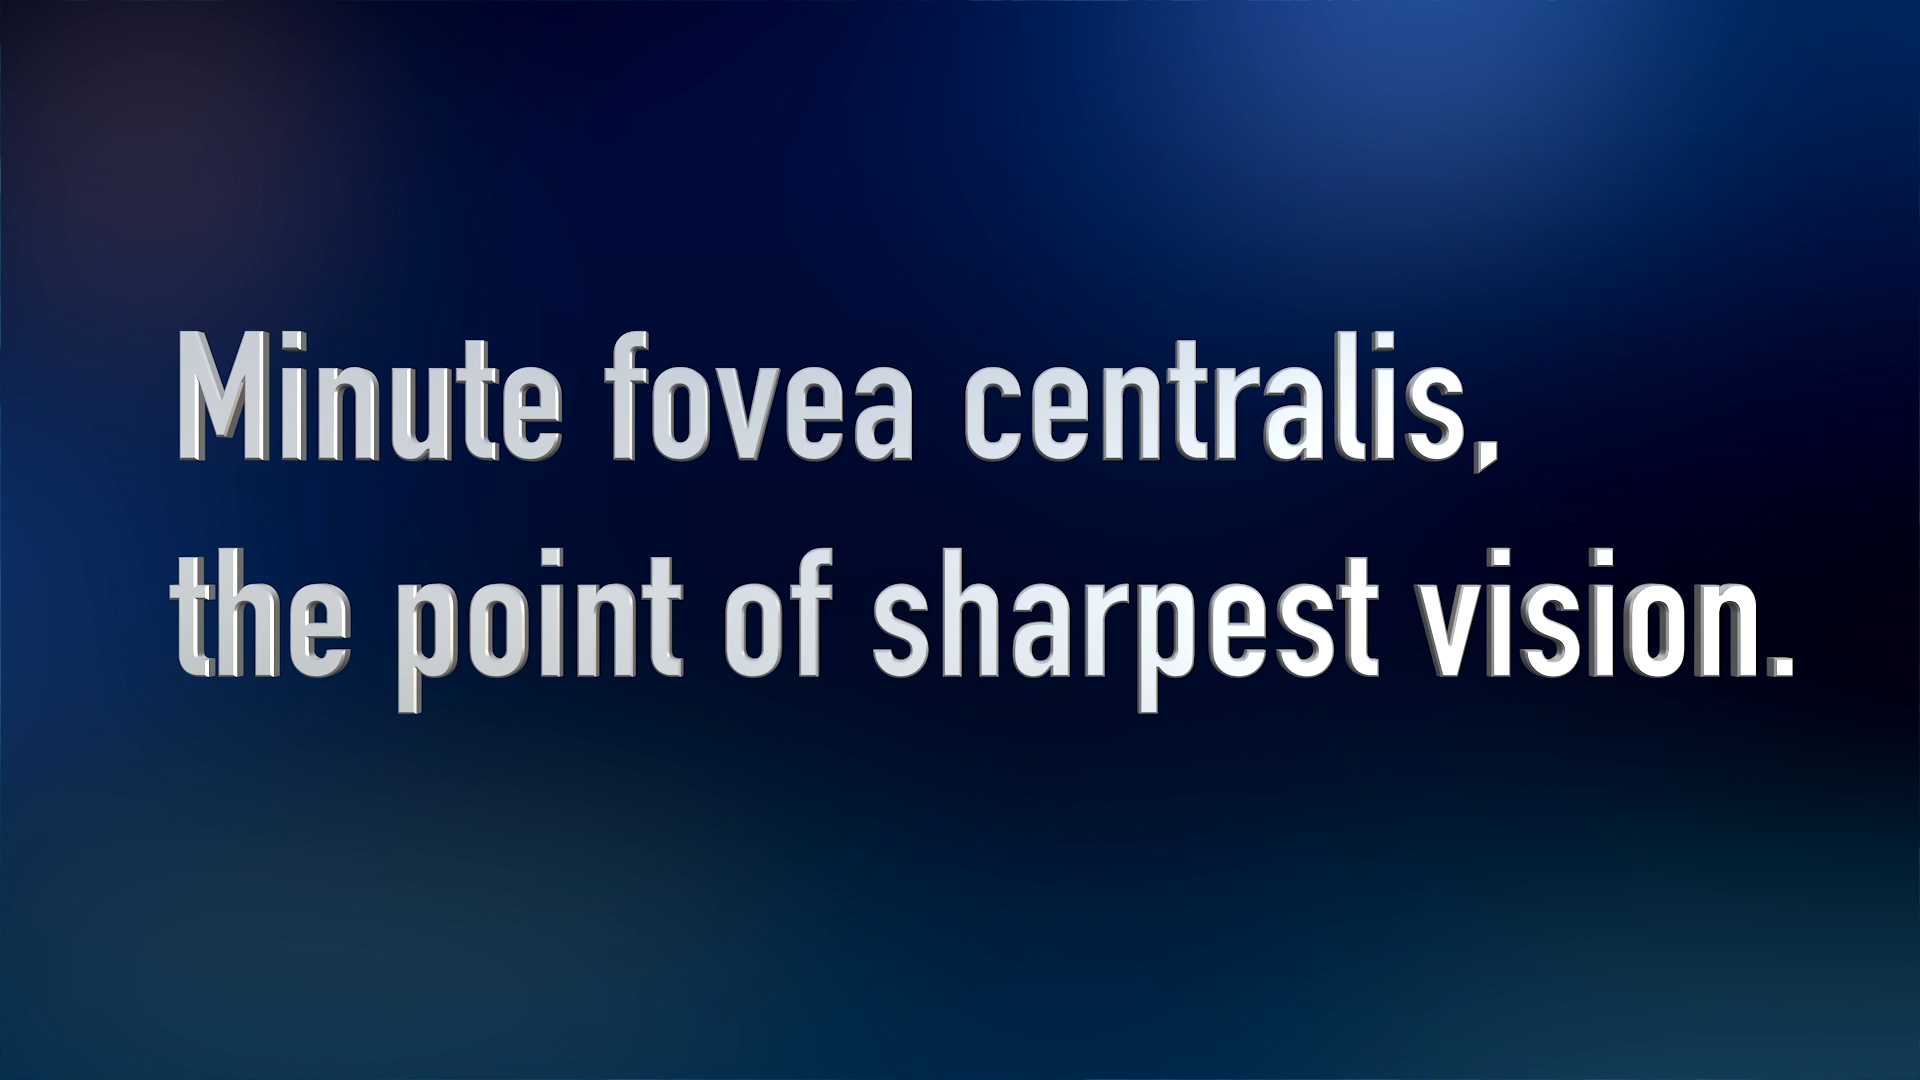 Minute fovea centralis,
the point of sharpest vision.